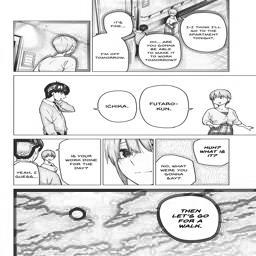 I-I THINK I'LL
GO TO THE
APARTMENT
TONIGHT.
OH... ARE
YOU GONNA
BE ABLE
TO MAKE IT
TO WORK
TOMORROW?
IT'S
FINE...
I'M OFF
TOMORROW.
FUTARO-
KUN.
ICHIKA.
HUH?
WHAT IS
IT?
NO, WHAT
WERE YOU
GONNA
SAY?
IS YOUR
WORK DONE
FOR THE
DAY?
YEAH, I
GUESS...
THEN
LET'S GO
FOR A
WALK.